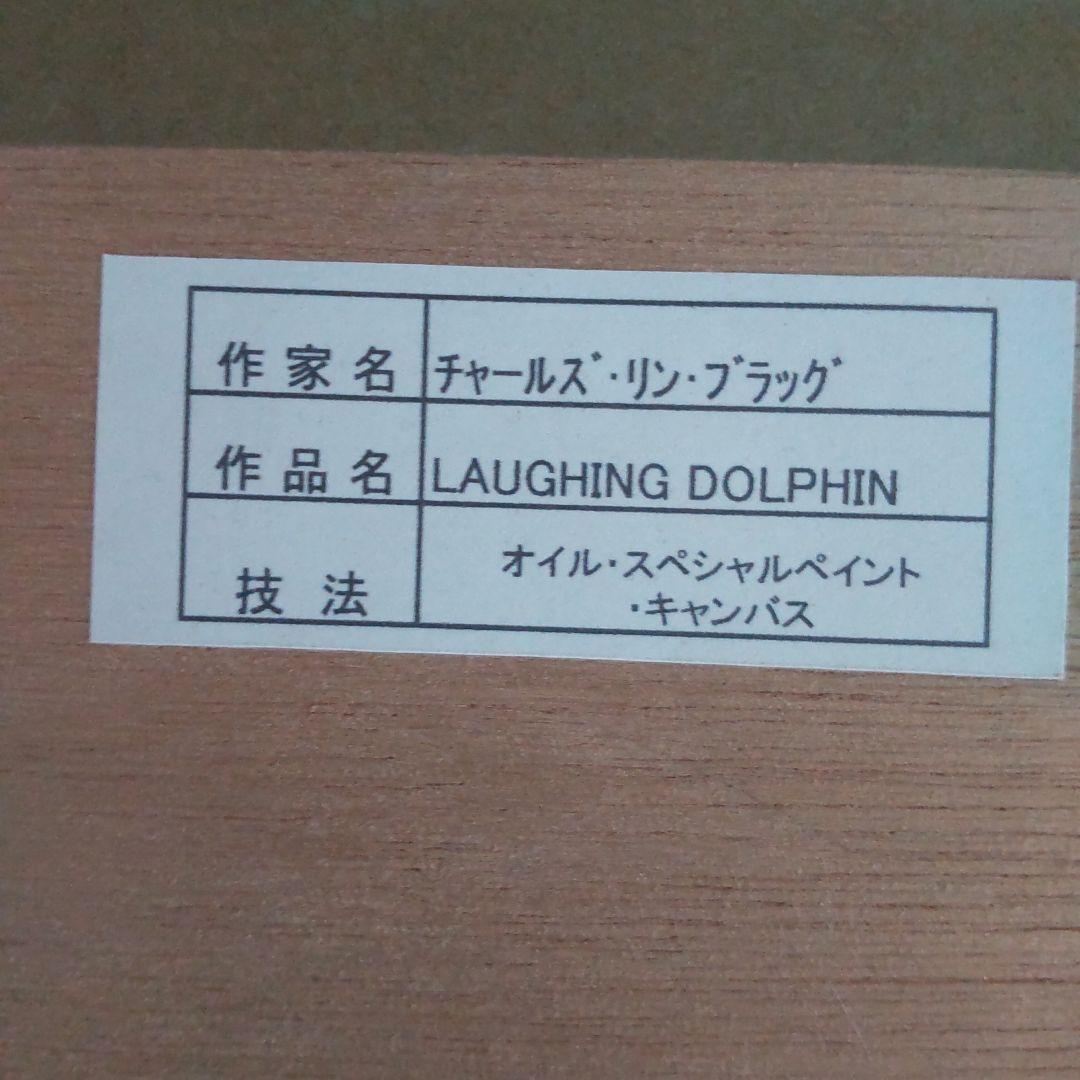 作家名 チャールズ・リン・ブラッグ
作品名 LAUGHING DOLPHIN
技法 オイル・スペシャルペイント
・キャンバス